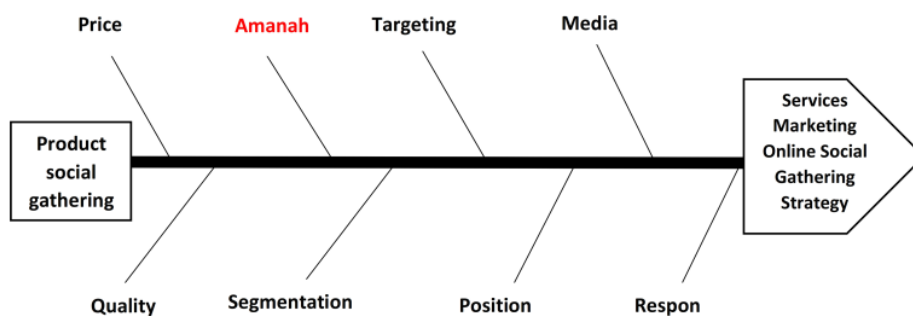 Price
Amanah
Targeting
Media
Product
social
gathering
Services
Marketing
Online Social
Gathering
Strategy
Quality
Segmentation
Position
Respon